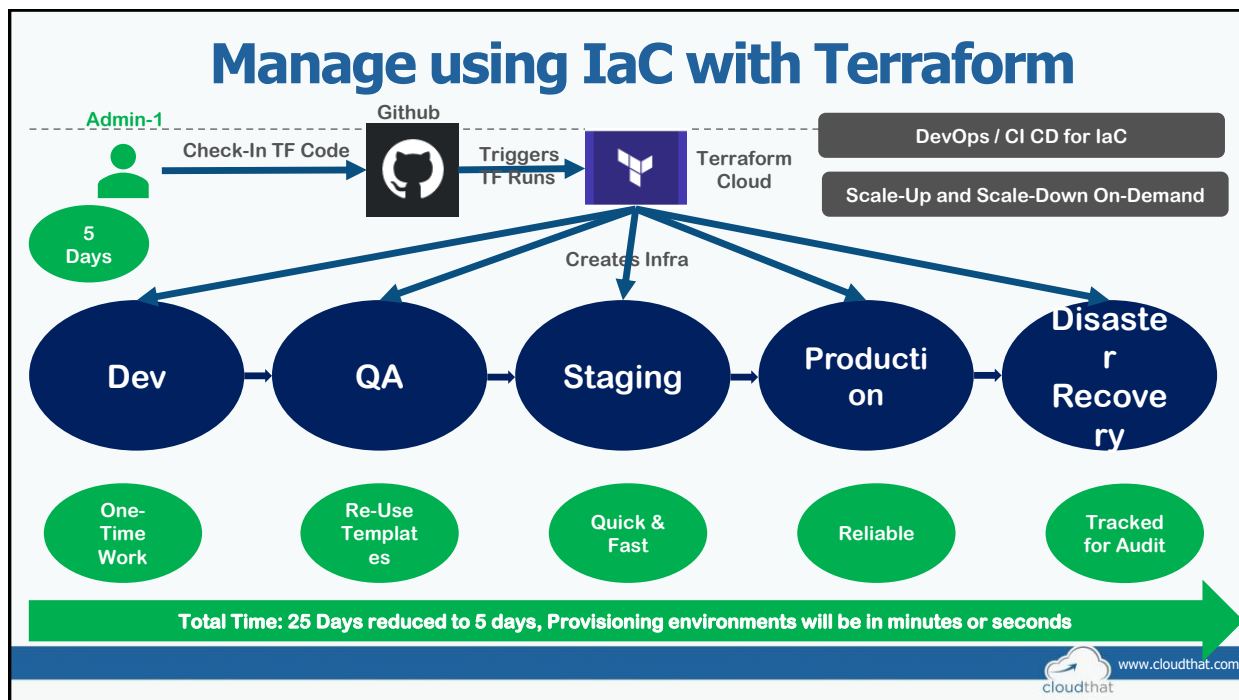 Manage using IaC with Terraform
Github
Admin-1
DevOps / CI CD for IaC
Check-In TF Code
Triggers
TF Runs
Terraform
Cloud
Scale-Up and Scale-Down On-Demand
5
Days
Creates Infra
Dev
QA
Staging
Producti
on
Disaste
r
Recove
ry
One-
Time
Work
Re-Use
Templat
es
Quick &
Fast
Reliable
Tracked
for Audit
Total Time: 25 Days reduced to 5 days, Provisioning environments will be in minutes or seconds
www.cloudthat.com
cloudthat